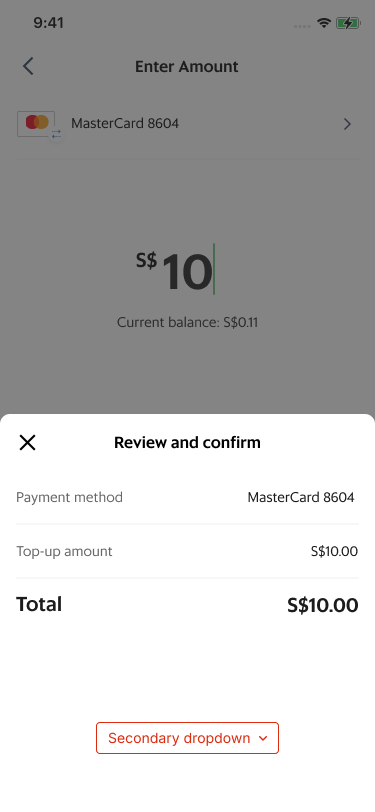 9:41
Enter Amount
MasterCard 8604
S$10
Current balance: S$0.11
Review and confirm
Payment method MasterCard 8604
Top-up amount S$10.00
Total S$10.00
Secondary dropdown